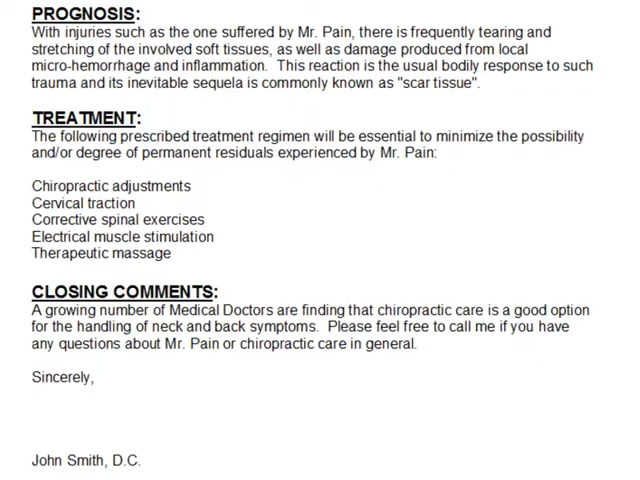 PROGNOSIS:
With injuries such as the one suffered by Mr. Pain, there is frequently tearing and
stretching of the involved soft tissues, as well as damage produced from local
micro-hemorrhage and inflammation.  This reaction is the usual bodily response to such
trauma and its inevitable sequela is commonly known as "scar tissue".
TREATMENT:
The following prescribed treatment regimen will be essential to minimize the possibility
and/or degree of permanent residuals experienced by Mr. Pain:
Chiropractic adjustments
Cervical traction
Corrective spinal exercises
Electrical muscle stimulation
Therapeutic massage
CLOSING COMMENTS:
A growing number of Medical Doctors are finding that chiropractic care is a good option
for the handling of neck and back symptoms.  Please feel free to call me if you have
any questions about Mr. Pain or chiropractic care in general.
Sincerely,
John Smith, D.C.